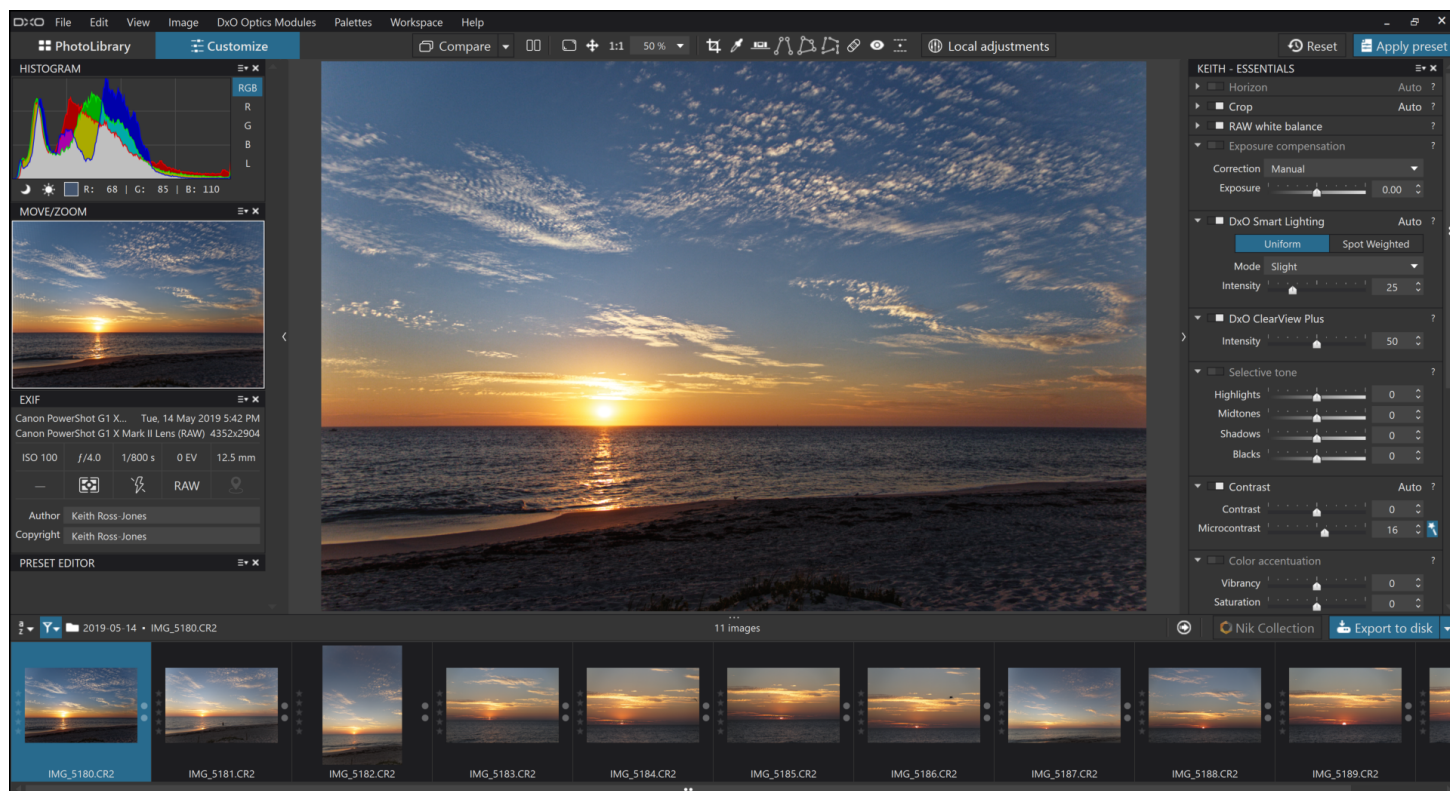 DXO File Edit View Image DxO Optics Modules Palettes Workspace Help
PhotoLibrary Customize Compare 1:1 50 % Local adjustments Reset Apply preset
HISTOGRAM
RGB
R
G
B
L
R: 68 | G: 85 | B: 110
MOVE/ZOOM
EXIF
Canon PowerShot G1 X... Tue, 14 May 2019 5:42 PM
Canon PowerShot G1 X Mark II Lens (RAW) 4352x2904
ISO 100 ƒ/4.0 1/800 s 0 EV 12.5 mm
— RAW
Author Keith Ross-Jones
Copyright Keith Ross-Jones
PRESET EDITOR
KEITH - ESSENTIALS
Horizon Auto ?
Crop Auto ?
RAW white balance ?
Exposure compensation ?
Correction Manual
Exposure 0.00
DxO Smart Lighting Auto ?
Uniform Spot Weighted
Mode Slight
Intensity 25
DxO ClearView Plus ?
Intensity 50
Selective tone ?
Highlights 0
Midtones 0
Shadows 0
Blacks 0
Contrast Auto ?
Contrast 0
Microcontrast 16
Color accentuation ?
Vibrancy 0
Saturation 0
a z 2019-05-14 • IMG_5180.CR2 11 images Nik Collection Export to disk
IMG_5180.CR2 IMG_5181.CR2 IMG_5182.CR2 IMG_5183.CR2 IMG_5184.CR2 IMG_5185.CR2 IMG_5186.CR2 IMG_5187.CR2 IMG_5188.CR2 IMG_5189.CR2